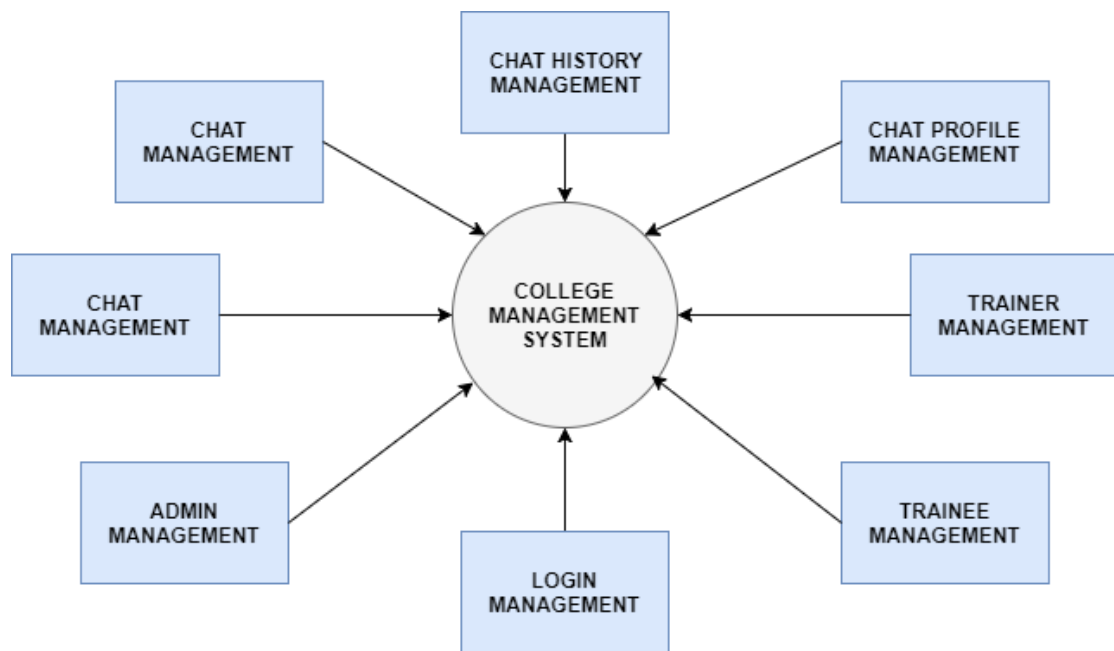 CHAT HISTORY
MANAGEMENT
CHAT
MANAGEMENT
CHAT PROFILE
MANAGEMENT
CHAT
MANAGEMENT
COLLEGE
MANAGEMENT
SYSTEM
TRAINER
MANAGEMENT
ADMIN
MANAGEMENT
TRAINEE
MANAGEMENT
LOGIN
MANAGEMENT